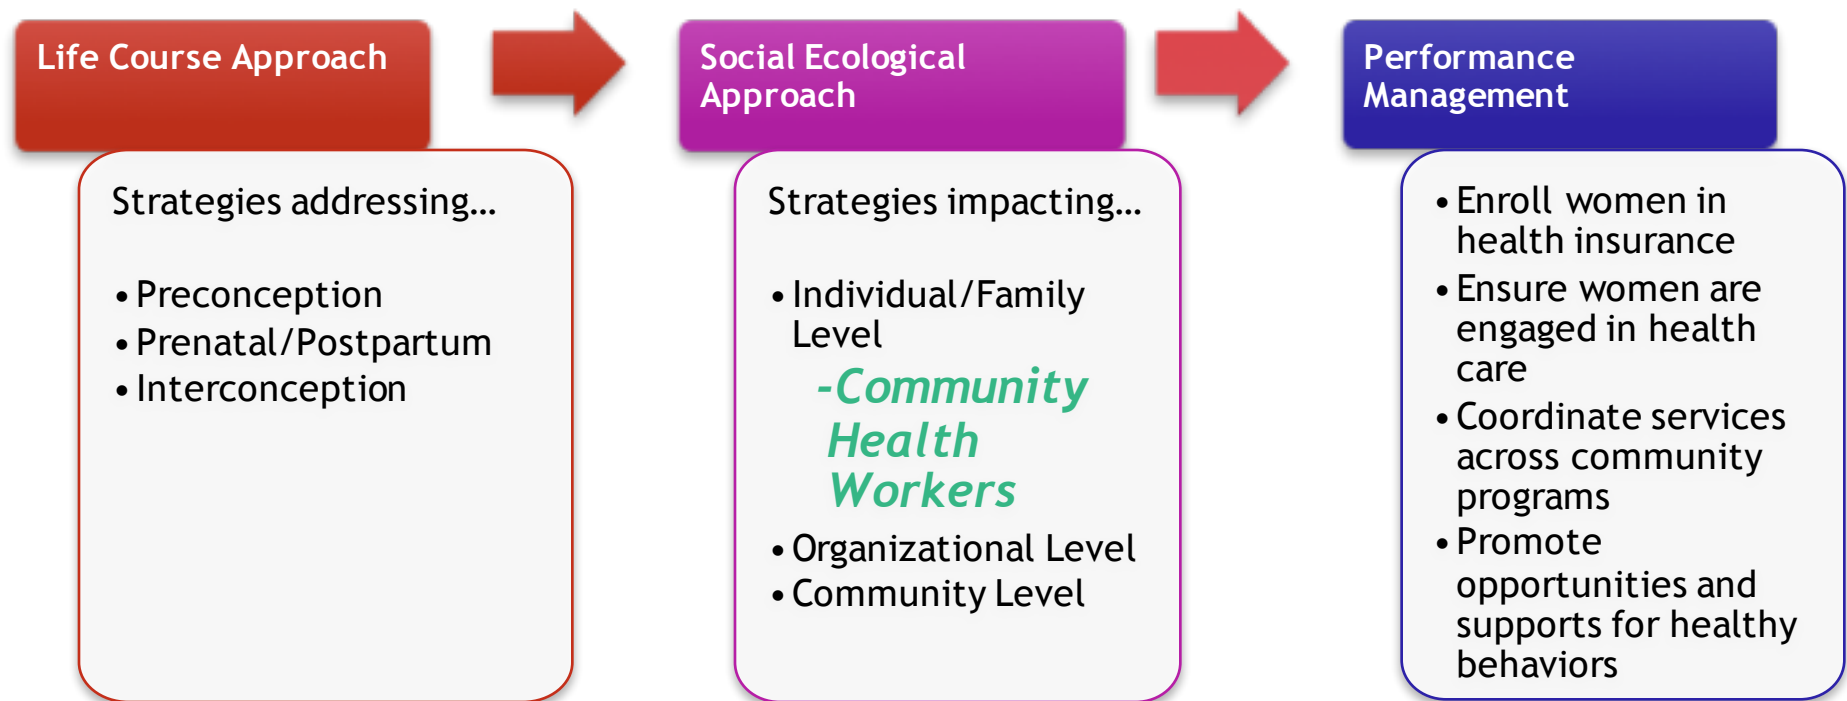 Life Course Approach
Strategies addressing…
• Preconception
• Prenatal/Postpartum
• Interconception
Social Ecological
Approach
Strategies impacting…
• Individual/Family
Level
-Community
Health
Workers
• Organizational Level
• Community Level
Performance
Management
• Enroll women in
health insurance
• Ensure women are
engaged in health
care
• Coordinate services
across community
programs
• Promote
opportunities and
supports for healthy
behaviors